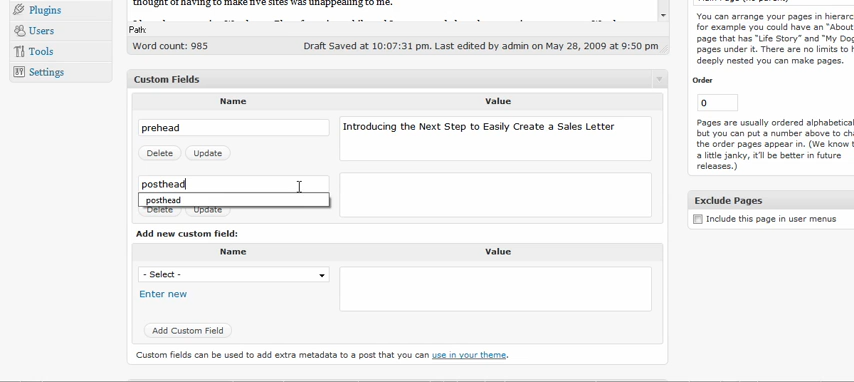 thought of having to make five sites was unappealing to me.
Path:
Word count: 985
Draft Saved at 10:07:31 pm. Last edited by admin on May 28, 2009 at 9:50 pm
Plugins
Users
Tools
Settings
Custom Fields
Name
Value
prehead
Introducing the Next Step to Easily Create a Sales Letter
Delete
Update
posthead
posthead
Delete
Update
Add new custom field:
Name
Value
- Select -
Enter new
Add Custom Field
Custom fields can be used to add extra metadata to a post that you can use in your theme.
You can arrange your pages in hierarc
for example you could have an "About
page that has "Life Story" and "My Dog
pages under it. There are no limits to h
deeply nested you can make pages.
Order
0
Pages are usually ordered alphabetical
but you can put a number above to ch
the order pages appear in. (We know t
a little janky, it'll be better in future
releases.)
Exclude Pages
Include this page in user menus